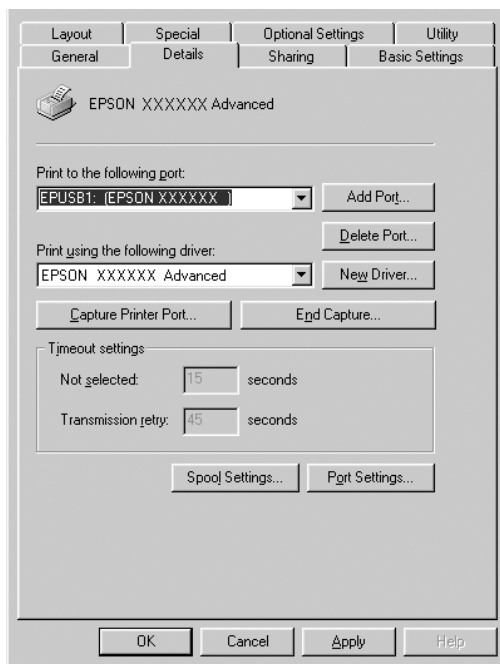 Layout Special Optional Settings Utility
General Details Sharing Basic Settings
EPSON XXXXXX Advanced
Print to the following port:
EPUSB1: (EPSON XXXXXX ) Add Port...
Delete Port...
Print using the following driver:
EPSON XXXXXX Advanced New Driver...
Capture Printer Port... End Capture...
Timeout settings
Not selected: 15 seconds
Transmission retry: 45 seconds
Spool Settings... Port Settings...
OK Cancel Apply Help